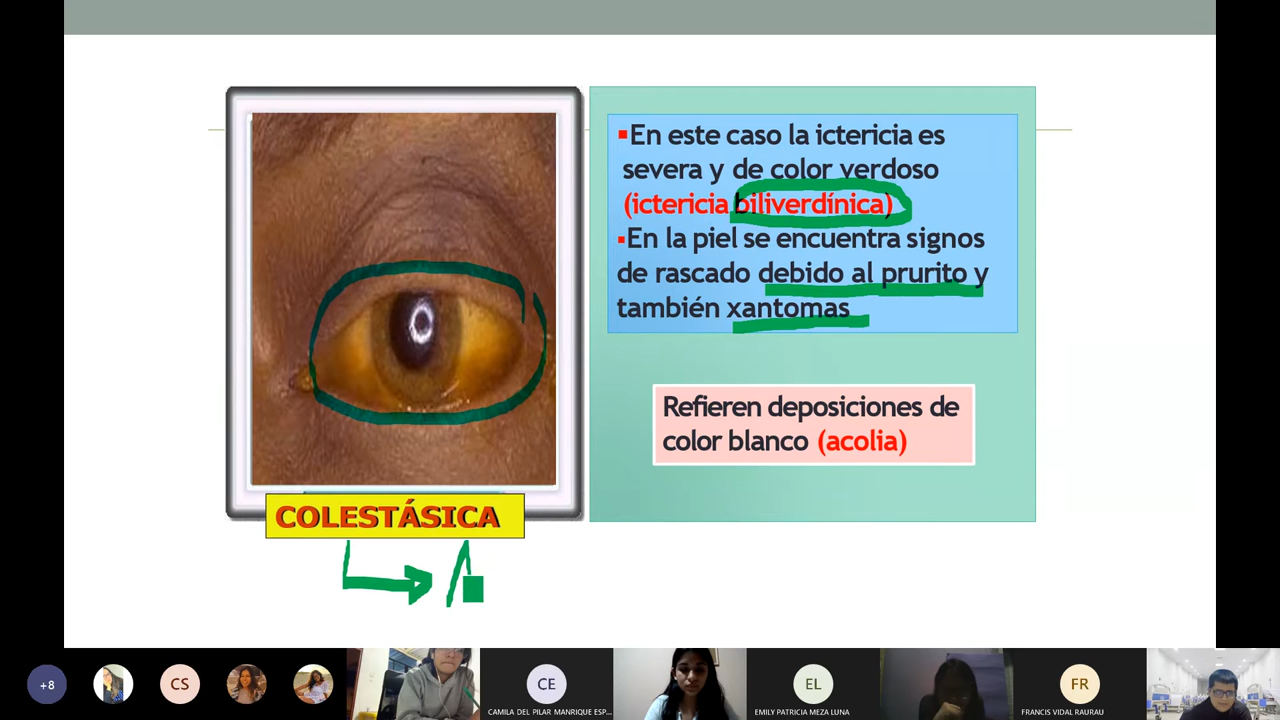 ▪En este caso la ictericia es
severa y de color verdoso
(ictericia biliverdínica)
▪En la piel se encuentra signos
de rascado debido al prurito y
también xantomas
Refieren deposiciones de
color blanco (acolia)
COLESTÁSICA
+8
CS
CE
CAMILA DEL PILAR MANRIQUE ESP...
EL
EMILY PATRICIA MEZA LUNA
FR
FRANCIS VIDAL RAURAU